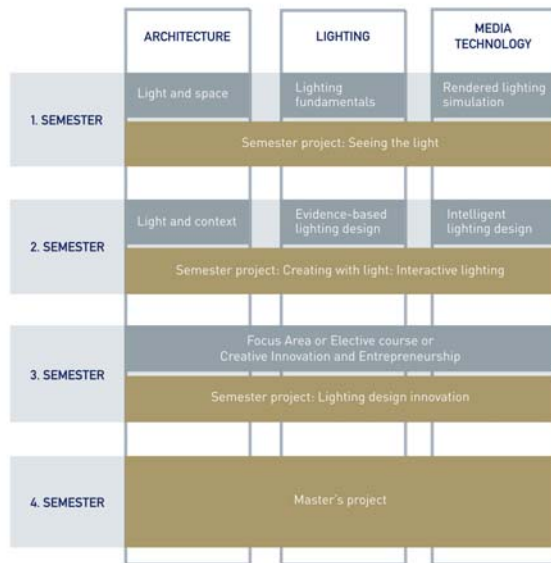 ARCHITECTURE
LIGHTING
MEDIA
TECHNOLOGY
1. SEMESTER
Light and space
Lighting
fundamentals
Rendered lighting
simulation
Semester project: Seeing the light
2. SEMESTER
Light and context
Evidence-based
lighting design
Intelligent
lighting design
Semester project: Creating with light: Interactive lighting
3. SEMESTER
Focus Area or Elective course or
Creative Innovation and Entrepreneurship
Semester project: Lighting design innovation
4. SEMESTER
Master's project